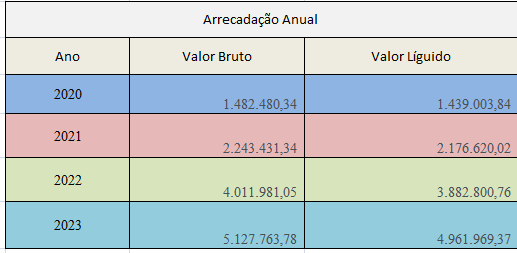 Arrecadação Anual
Ano Valor Bruto Valor Líguido
2020 1.482.480,34 1.439.003,84
2021 2.243.431,34 2.176.620,02
2022 4.011.981,05 3.882.800,76
2023 5.127.763,78 4.961.969,37